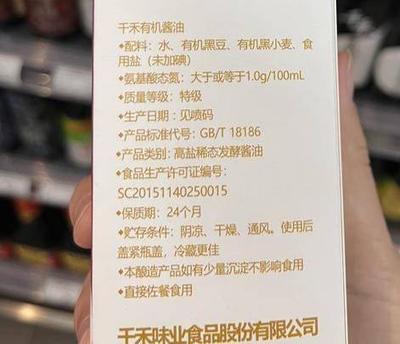 千禾有机酱油
◆配料：水、有机黑豆、有机黑小麦、食
用盐（未加碘）
◆氨基酸态氮：大于或等于1.0g/100mL
◆质量等级：特级
◆生产日期：见喷码
◆产品标准代号：GB/T 18186
◆产品类别：高盐稀态发酵酱油
◆食品生产许可证编号：
SC20151140250015
◆保质期：24个月
◆贮存条件：阴凉、干燥、通风。使用后
盖紧瓶盖，冷藏更佳
◆本酿造产品如有少量沉淀不影响食用
◆直接佐餐食用
千禾味业食品股份有限公司